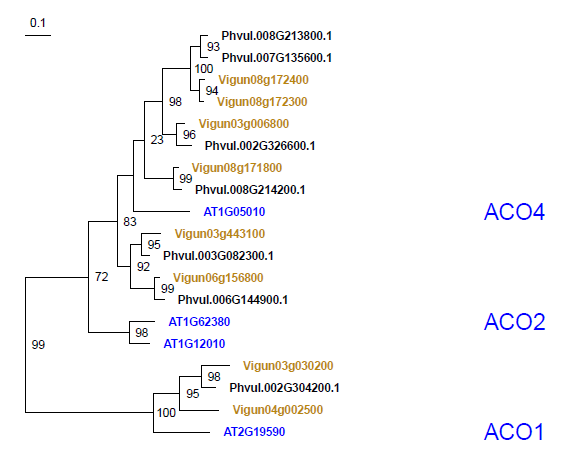 0.1
Phvul.008G213800.1
93
Phvul.007G135600.1
100
Vigun08g172400
94
98
Vigun08g172300
Vigun03g006800
96
23
Phvul.002G326600.1
Vigun08g171800
99
Phvul.008G214200.1
AT1G05010 ACO4
83
Vigun03g443100
95
Phvul.003G082300.1
92
72
Vigun06g156800
99
Phvul.006G144900.1
AT1G62380 ACO2
98
AT1G12010
99
Vigun03g030200
98
Phvul.002G304200.1
95
Vigun04g002500
100
AT2G19590 ACO1